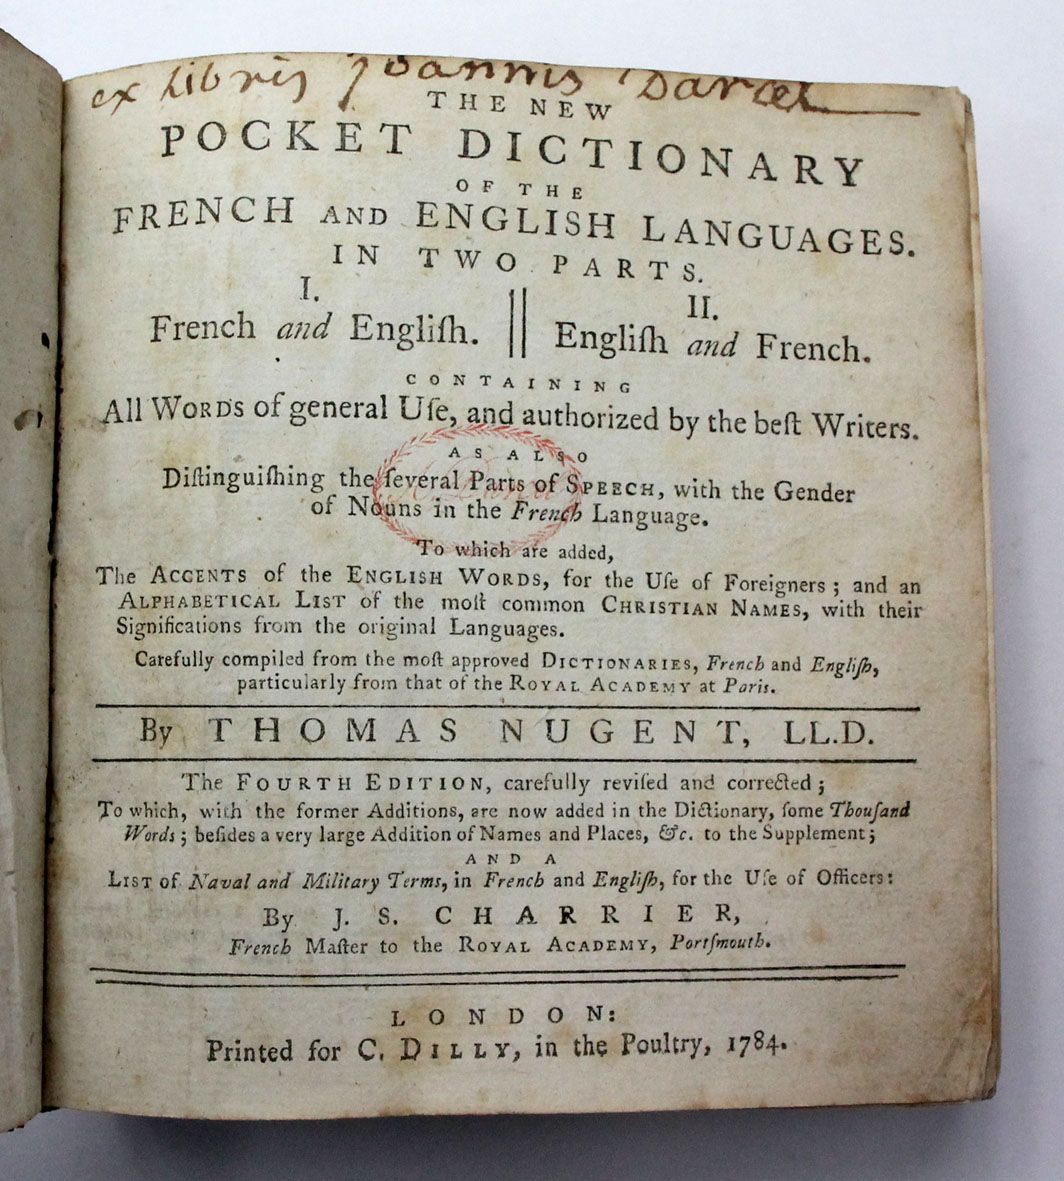 ex libris Joannis Darcel
THE NEW
POCKET DICTIONARY
OF THE
FRENCH AND ENGLISH LANGUAGES.
IN TWO PARTS.
I.
French and Engliſh.
II.
Engliſh and French.
CONTAINING
All WORDS of general Uſe, and authorized by the beſt Writers.
AS ALSO
Diſtinguiſhing the ſeveral Parts of SPEECH, with the Gender
of Nouns in the French Language.
To which are added,
The ACCENTS of the ENGLISH WORDS, for the Uſe of Foreigners; and an
ALPHABETICAL LIST of the moſt common CHRISTIAN NAMES, with their
Significations from the original Languages.
Carefully compiled from the moſt approved DICTIONARIES, French and Engliſh,
particularly from that of the ROYAL ACADEMY at Paris.
By THOMAS NUGENT, LL.D.
The FOURTH EDITION, carefully reviſed and corrected;
To which, with the former Additions, are now added in the Dictionary, ſome Thouſand
Words; beſides a very large Addition of Names and Places, &c. to the Supplement;
AND A
LIST of Naval and Military Terms, in French and Engliſh, for the Uſe of Officers:
By J. S. CHARRIER,
French Maſter to the ROYAL ACADEMY, Portſmouth.
LONDON:
Printed for C. DILLY, in the Poultry, 1784.